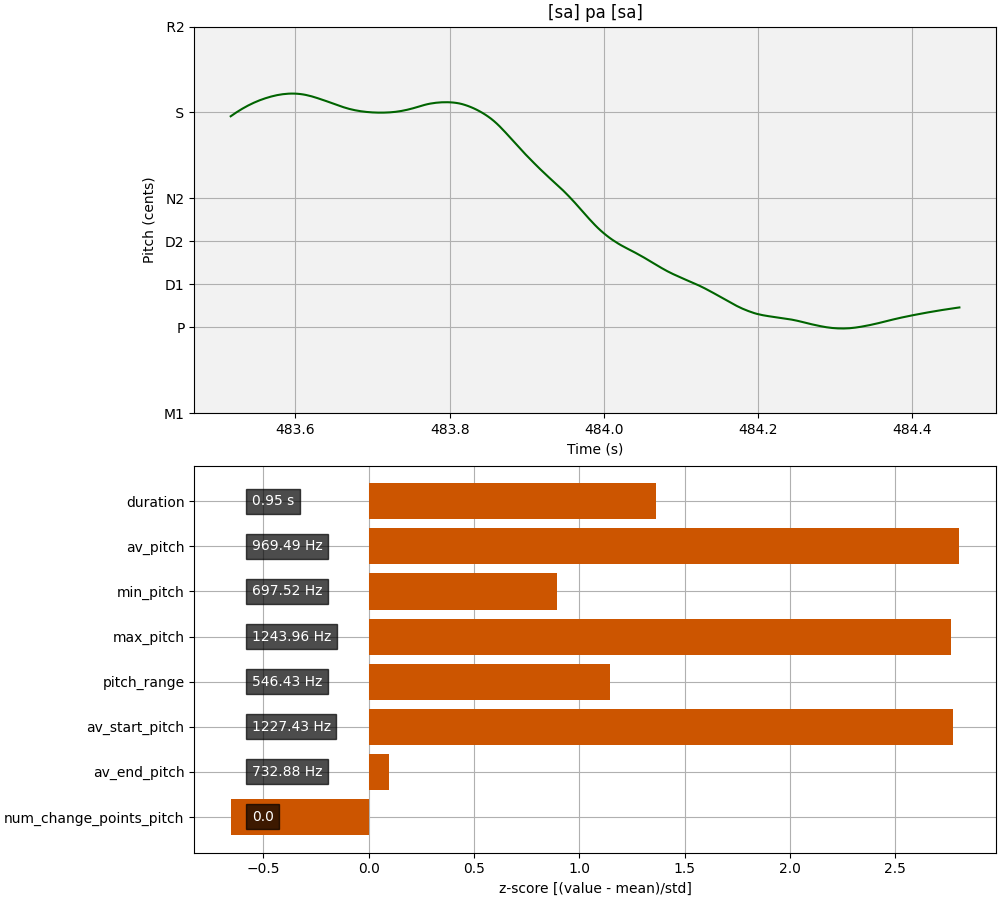 [sa] pa [sa]
R2
S
N2
D2
D1
P
M1
Pitch (cents)
483.6 483.8 484.0 484.2 484.4
Time (s)
duration 0.95 s
av_pitch 969.49 Hz
min_pitch 697.52 Hz
max_pitch 1243.96 Hz
pitch_range 546.43 Hz
av_start_pitch 1227.43 Hz
av_end_pitch 732.88 Hz
num_change_points_pitch 0.0
−0.5 0.0 0.5 1.0 1.5 2.0 2.5
z-score [(value - mean)/std]